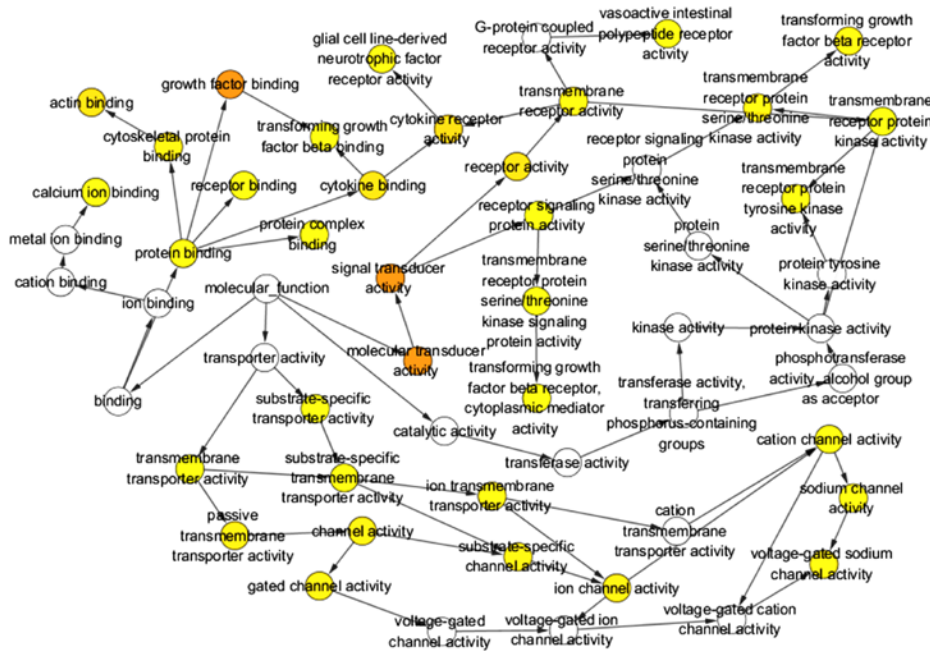 G-protein coupled
receptor activity
vasoactive intestinal
polypeptide receptor
activity
transforming growth
factor beta receptor
activity
glial cell line-derived
neurotrophic factor
receptor activity
growth factor binding
actin binding
cytoskeletal protein
binding
transforming growth
factor beta binding
cytokine receptor
activity
transmembrane
receptor activity
transmembrane
receptor protein
serine/threonine
kinase activity
transmembrane
receptor protein
kinase activity
calcium ion binding
receptor binding
cytokine binding
receptor activity
receptor signaling
protein
serine/threonine
kinase activity
transmembrane
receptor protein
tyrosine kinase
activity
metal ion binding
protein binding
protein complex
binding
receptor signaling
protein activity
protein
serine/threonine
kinase activity
cation binding
ion binding
molecular_function
signal transducer
activity
transmembrane
receptor protein
serine/threonine
kinase signaling
protein activity
protein tyrosine
kinase activity
kinase activity
protein kinase activity
transporter activity
molecular transducer
activity
transforming growth
factor beta receptor,
cytoplasmic mediator
activity
transferase activity,
transferring
phosphorus-containing
groups
phosphotransferase
activity, alcohol group
as acceptor
binding
substrate-specific
transporter activity
catalytic activity
transferase activity
cation channel activity
transmembrane
transporter activity
substrate-specific
transmembrane
transporter activity
ion transmembrane
transporter activity
cation
transmembrane
transporter activity
sodium channel
activity
passive
transmembrane
transporter activity
channel activity
substrate-specific
channel activity
voltage-gated sodium
channel activity
gated channel activity
ion channel activity
voltage-gated
channel activity
voltage-gated ion
channel activity
voltage-gated cation
channel activity